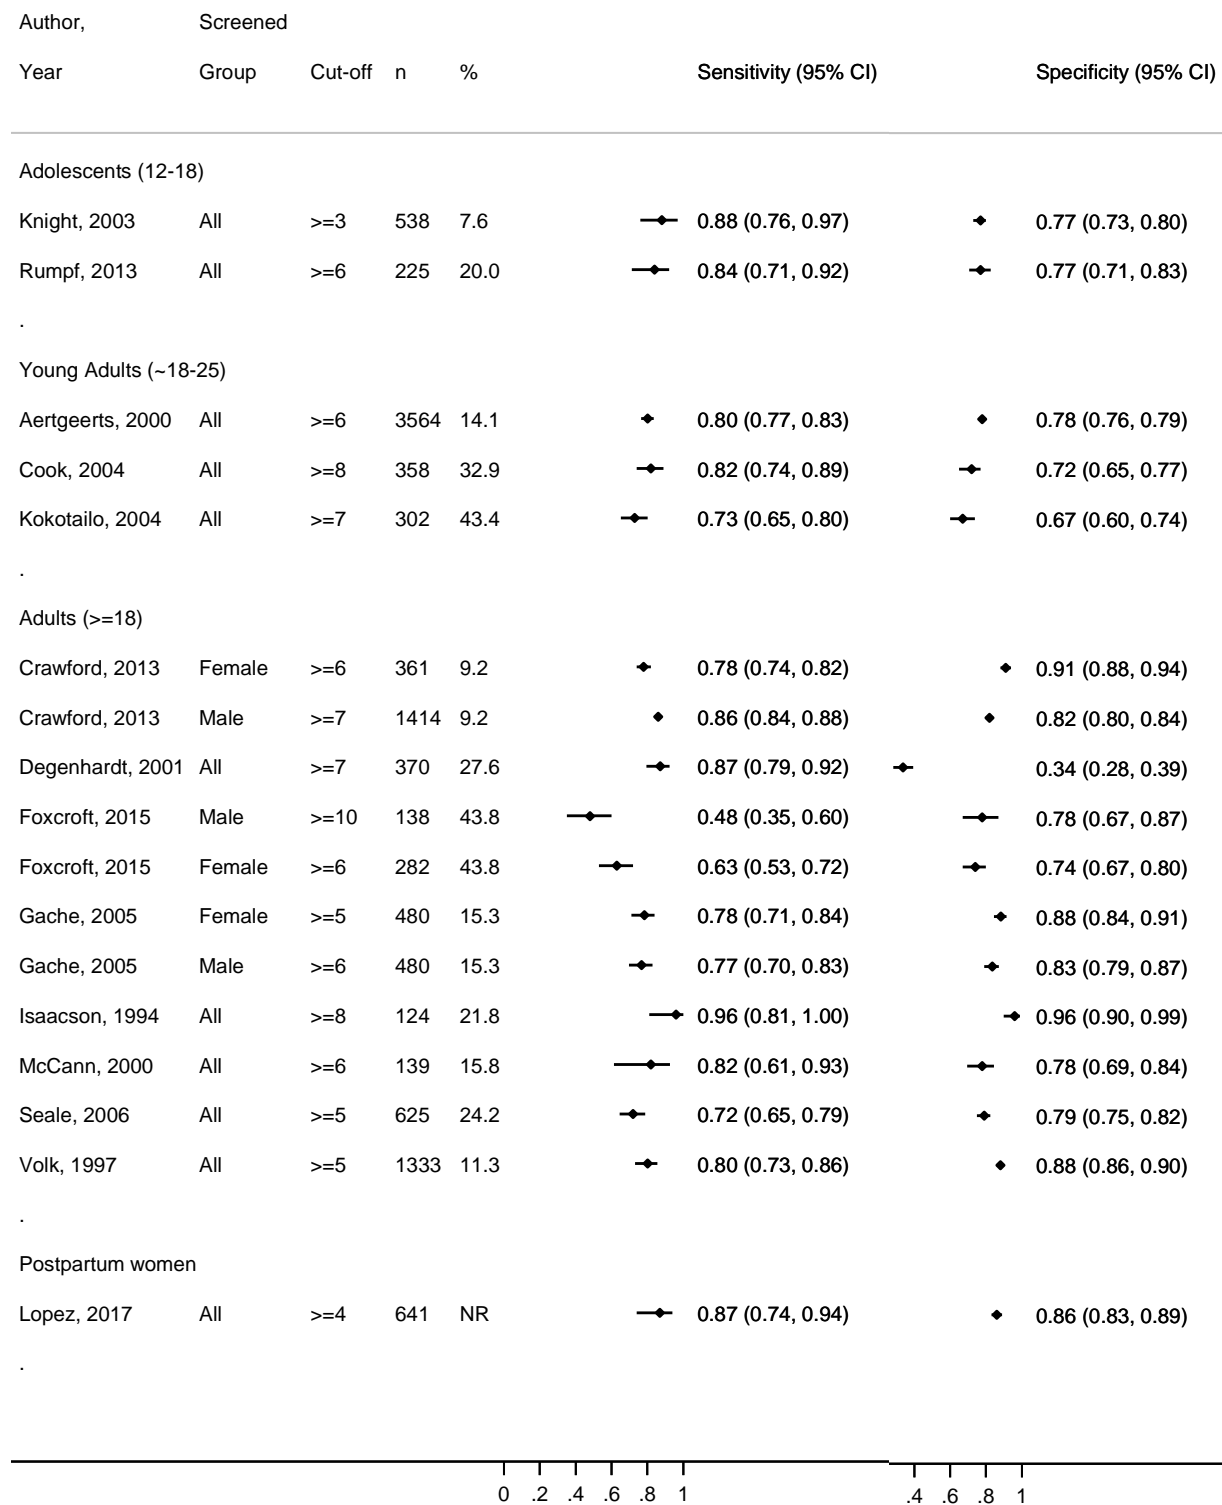 Author, Screened
Year Group Cut-off n % Sensitivity (95% CI) Specificity (95% CI)
Adolescents (12-18)
Knight, 2003 All >=3 538 7.6 0.88 (0.76, 0.97) 0.77 (0.73, 0.80)
Rumpf, 2013 All >=6 225 20.0 0.84 (0.71, 0.92) 0.77 (0.71, 0.83)
.
Young Adults (~18-25)
Aertgeerts, 2000 All >=6 3564 14.1 0.80 (0.77, 0.83) 0.78 (0.76, 0.79)
Cook, 2004 All >=8 358 32.9 0.82 (0.74, 0.89) 0.72 (0.65, 0.77)
Kokotailo, 2004 All >=7 302 43.4 0.73 (0.65, 0.80) 0.67 (0.60, 0.74)
.
Adults (>=18)
Crawford, 2013 Female >=6 361 9.2 0.78 (0.74, 0.82) 0.91 (0.88, 0.94)
Crawford, 2013 Male >=7 1414 9.2 0.86 (0.84, 0.88) 0.82 (0.80, 0.84)
Degenhardt, 2001 All >=7 370 27.6 0.87 (0.79, 0.92) 0.34 (0.28, 0.39)
Foxcroft, 2015 Male >=10 138 43.8 0.48 (0.35, 0.60) 0.78 (0.67, 0.87)
Foxcroft, 2015 Female >=6 282 43.8 0.63 (0.53, 0.72) 0.74 (0.67, 0.80)
Gache, 2005 Female >=5 480 15.3 0.78 (0.71, 0.84) 0.88 (0.84, 0.91)
Gache, 2005 Male >=6 480 15.3 0.77 (0.70, 0.83) 0.83 (0.79, 0.87)
Isaacson, 1994 All >=8 124 21.8 0.96 (0.81, 1.00) 0.96 (0.90, 0.99)
McCann, 2000 All >=6 139 15.8 0.82 (0.61, 0.93) 0.78 (0.69, 0.84)
Seale, 2006 All >=5 625 24.2 0.72 (0.65, 0.79) 0.79 (0.75, 0.82)
Volk, 1997 All >=5 1333 11.3 0.80 (0.73, 0.86) 0.88 (0.86, 0.90)
.
Postpartum women
Lopez, 2017 All >=4 641 NR 0.87 (0.74, 0.94) 0.86 (0.83, 0.89)
.
0 .2 .4 .6 .8 1 .4 .6 .8 1